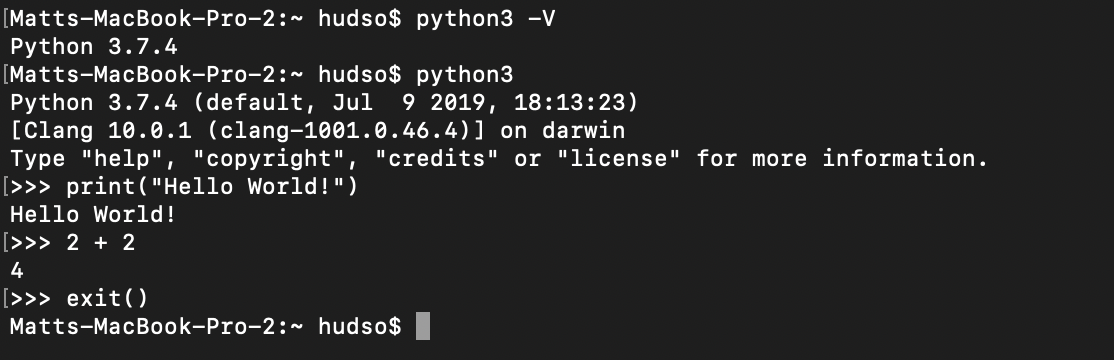 [Matts-MacBook-Pro-2:~ hudso$ python3 -V
Python 3.7.4
[Matts-MacBook-Pro-2:~ hudso$ python3
Python 3.7.4 (default, Jul  9 2019, 18:13:23)
[Clang 10.0.1 (clang-1001.0.46.4)] on darwin
Type "help", "copyright", "credits" or "license" for more information.
[>>> print("Hello World!")
Hello World!
[>>> 2 + 2
4
[>>> exit()
Matts-MacBook-Pro-2:~ hudso$